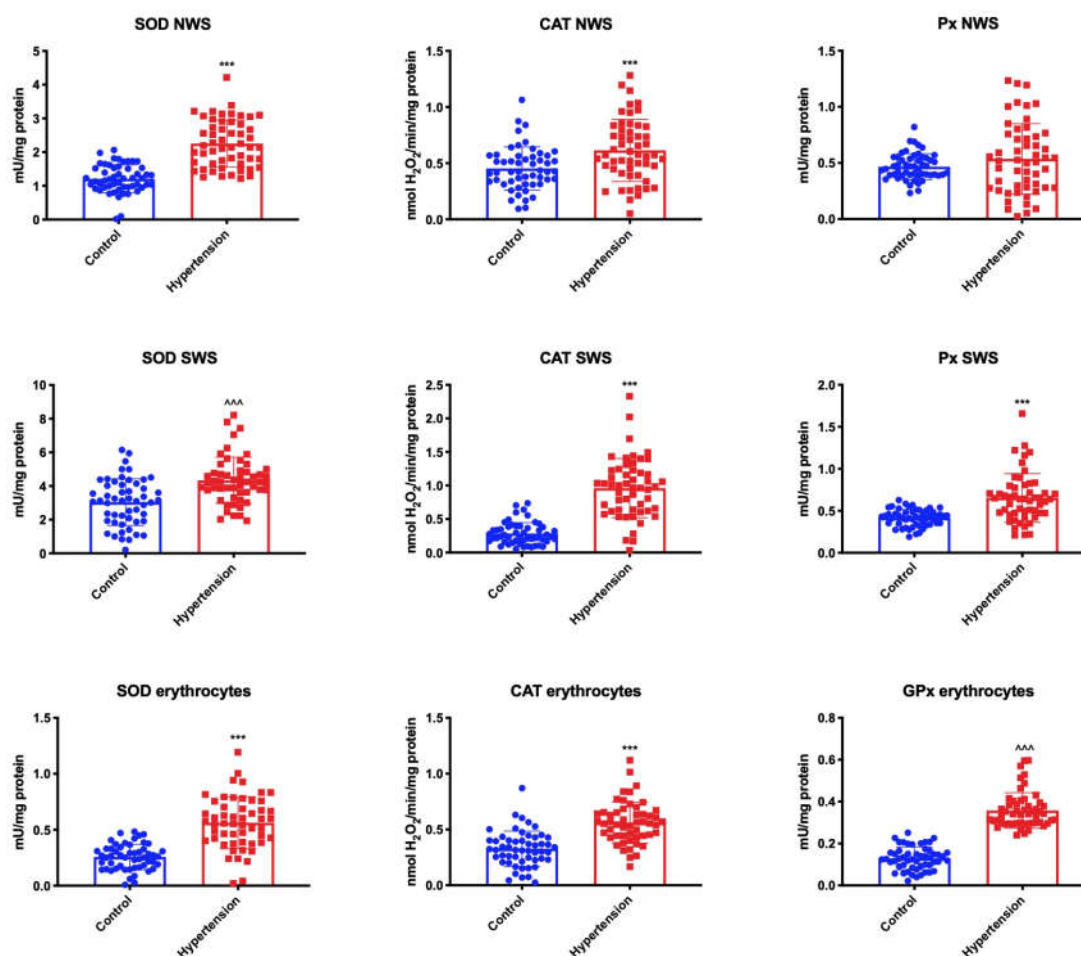 SOD NWS
mU/mg protein
5
4
3
2
1
0
***
Control
Hypertension
CAT NWS
nmol H₂O₂/min/mg protein
1.5
1.0
0.5
0.0
***
Control
Hypertension
Px NWS
mU/mg protein
1.5
1.0
0.5
0.0
Control
Hypertension
SOD SWS
mU/mg protein
10
8
6
4
2
0
^^^
Control
Hypertension
CAT SWS
nmol H₂O₂/min/mg protein
2.5
2.0
1.5
1.0
0.5
0.0
***
Control
Hypertension
Px SWS
mU/mg protein
2.0
1.5
1.0
0.5
0.0
***
Control
Hypertension
SOD erythrocytes
mU/mg protein
1.5
1.0
0.5
0.0
***
Control
Hypertension
CAT erythrocytes
nmol H₂O₂/min/mg protein
1.5
1.0
0.5
0.0
***
Control
Hypertension
GPx erythrocytes
mU/mg protein
0.8
0.6
0.4
0.2
0.0
^^^
Control
Hypertension